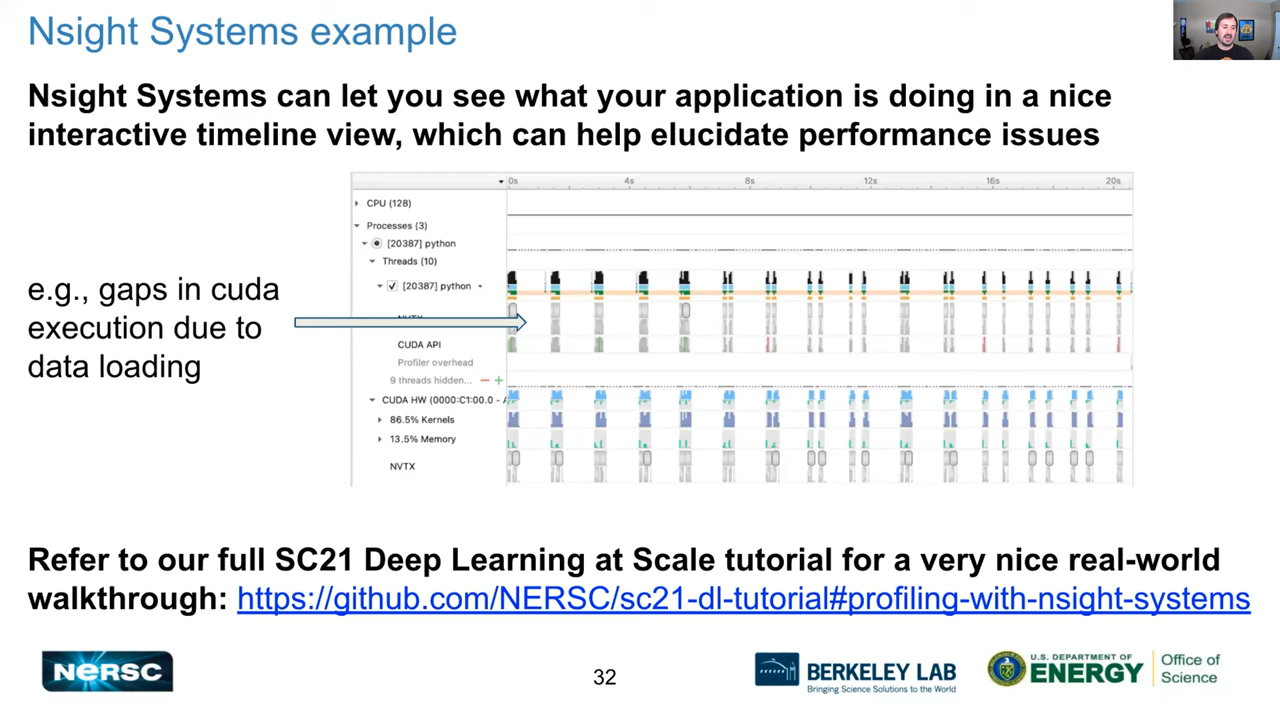 Nsight Systems example
Nsight Systems can let you see what your application is doing in a nice
interactive timeline view, which can help elucidate performance issues
0s 4s 8s 12s 16s 20s
CPU (128)
Processes (3)
[20387] python
Threads (10)
e.g., gaps in cuda
execution due to
data loading
[20387] python
NVTX
CUDA API
Profiler overhead
9 threads hidden...
CUDA HW (0000:C1:00.0 - A
86.5% Kernels
13.5% Memory
NVTX
Refer to our full SC21 Deep Learning at Scale tutorial for a very nice real-world
walkthrough: https://github.com/NERSC/sc21-dl-tutorial#profiling-with-nsight-systems
NERSC
32
BERKELEY LAB
Bringing Science Solutions to the World
U.S. DEPARTMENT OF
ENERGY
Office of
Science